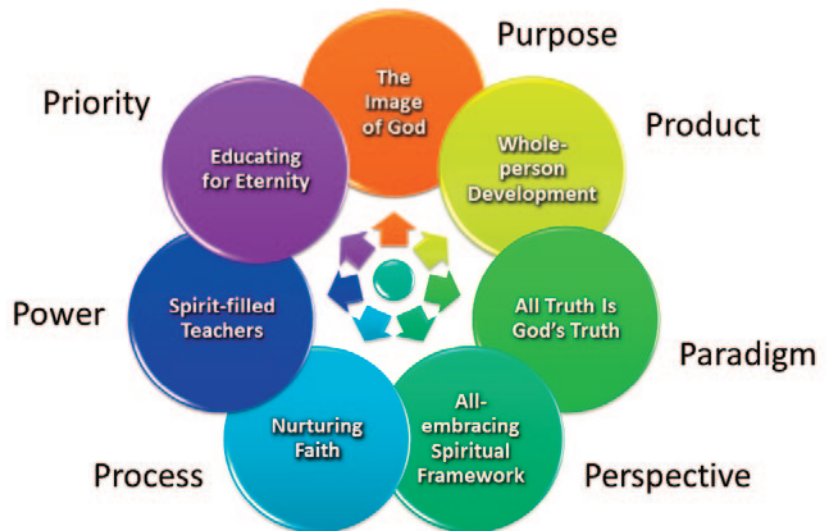 Purpose
The
Image
of God
Product
Whole-
person
Development
Paradigm
All Truth Is
God's Truth
Perspective
All-
embracing
Spiritual
Framework
Process
Nurturing
Faith
Power
Spirit-filled
Teachers
Priority
Educating
for Eternity